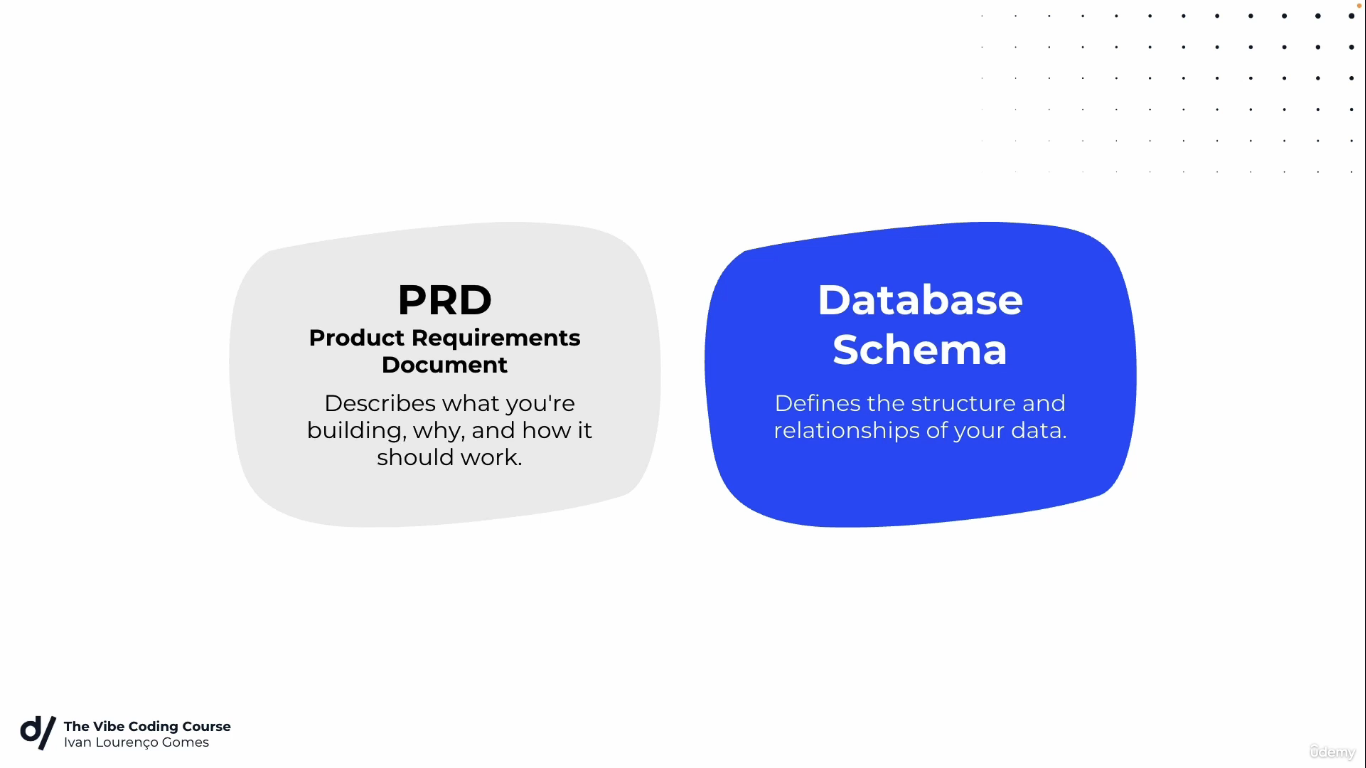 PRD
Product Requirements
Document
Describes what you're
building, why, and how it
should work.
Database
Schema
Defines the structure and
relationships of your data.
d/
The Vibe Coding Course
Ivan Lourenço Gomes
ûdemy